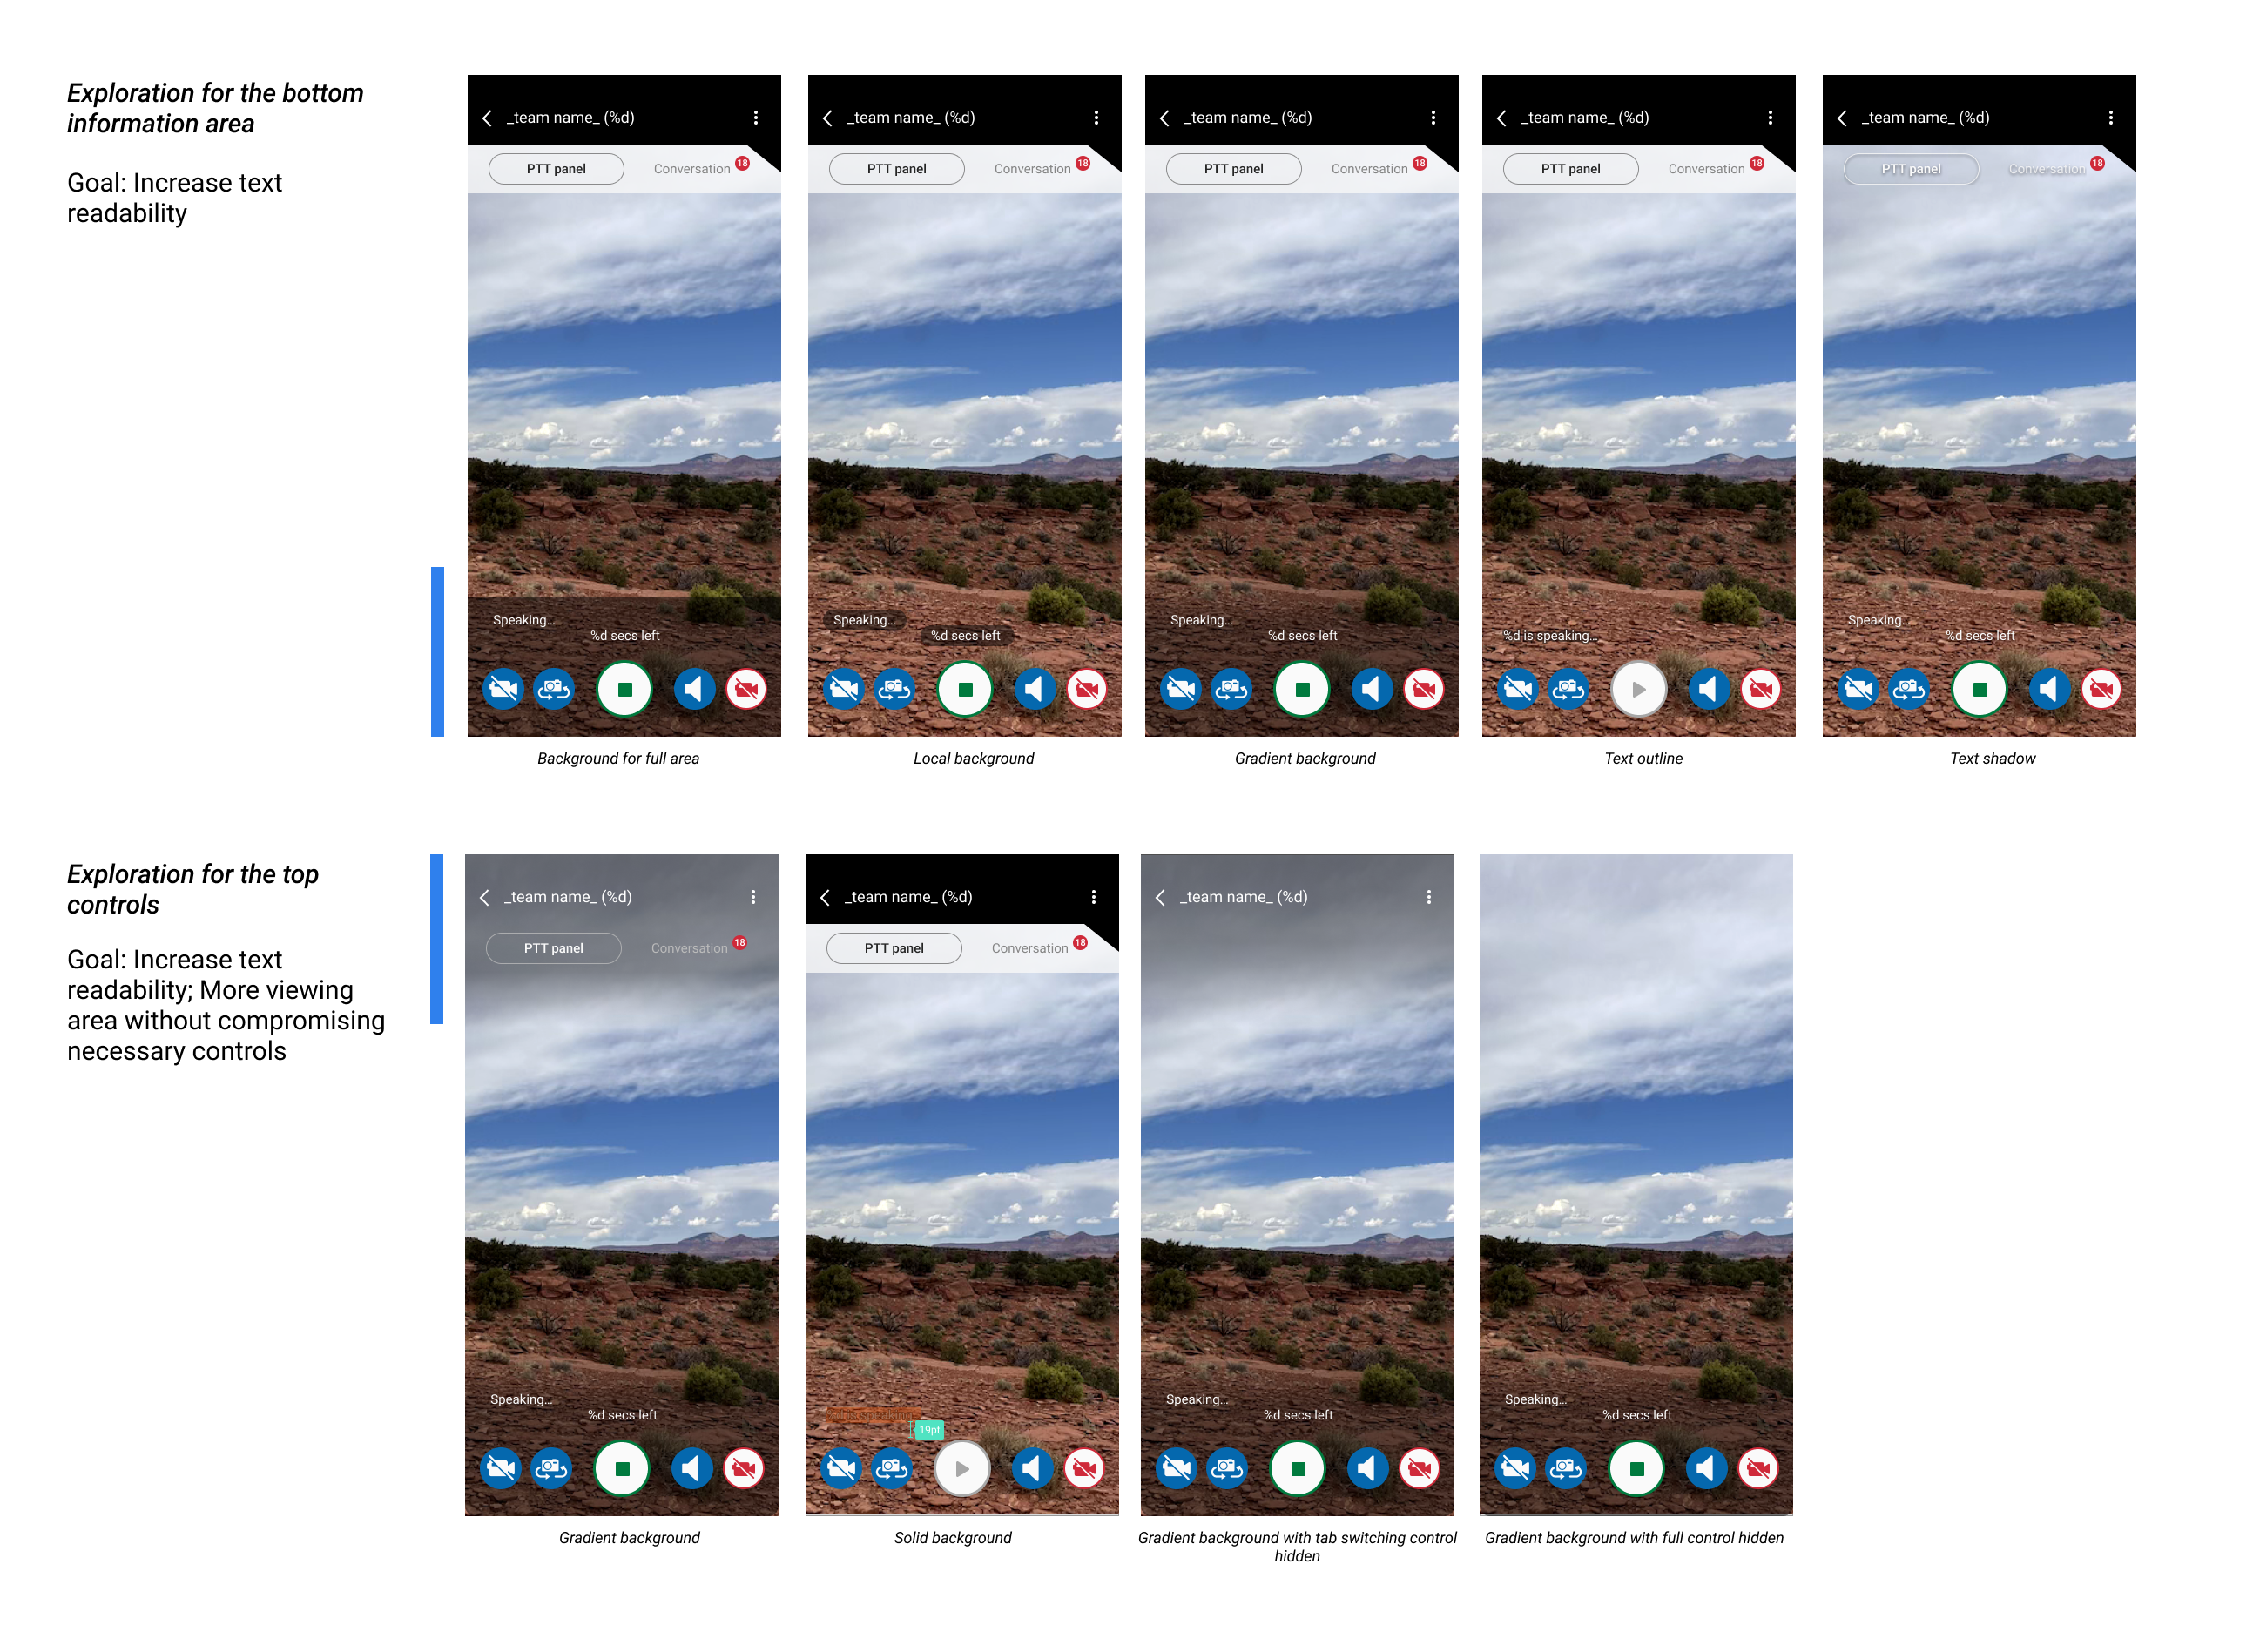 Exploration for the bottom
information area
Goal: Increase text
readability
_team name_ (%d)
PTT panel
Conversation
18
Speaking...
%d secs left
Background for full area
_team name_ (%d)
PTT panel
Conversation
18
Speaking...
%d secs left
Local background
_team name_ (%d)
PTT panel
Conversation
18
Speaking...
%d secs left
Gradient background
_team name_ (%d)
PTT panel
Conversation
18
%d is speaking...
Text outline
_team name_ (%d)
PTT panel
Conversation
18
Speaking...
%d secs left
Text shadow
Exploration for the top
controls
Goal: Increase text
readability; More viewing
area without compromising
necessary controls
_team name_ (%d)
PTT panel
Conversation
18
Speaking...
%d secs left
Gradient background
_team name_ (%d)
PTT panel
Conversation
18
19pt
Solid background
_team name_ (%d)
Speaking...
%d secs left
Gradient background with tab switching control
hidden
Speaking...
%d secs left
Gradient background with full control hidden